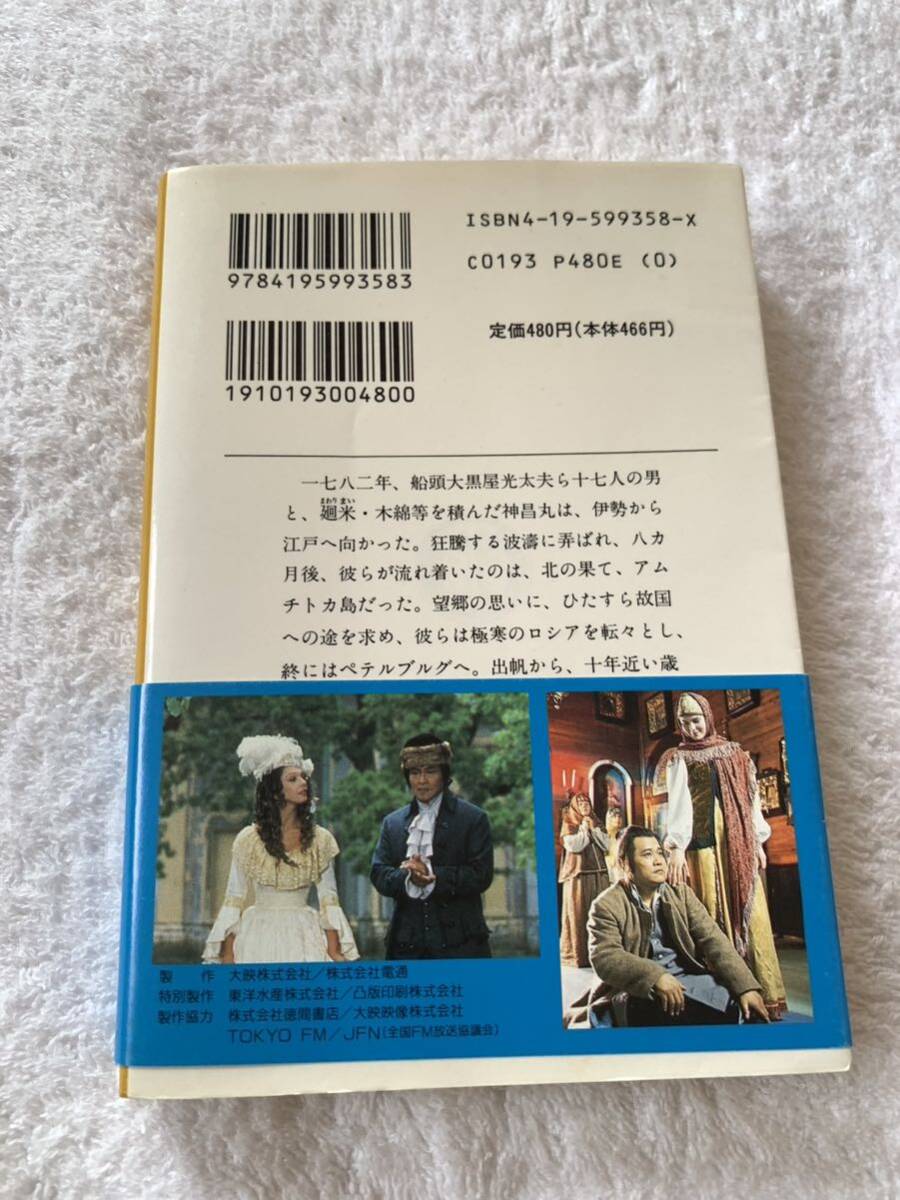 ISBN4-19-599358-X
C0193 P480E (0)
9784195993583
定価480円(本体466円)
1910193004800
一七八二年、船頭大黒屋光太夫ら十七人の男
まわり まい
と、廻米・木綿等を積んだ神昌丸は、伊勢から
江戸へ向かった。狂騰する波濤に弄ばれ、八カ
月後、彼らが流れ着いたのは、北の果て、アム
チトカ島だった。望郷の思いに、ひたすら故国
への途を求め、彼らは極寒のロシアを転々とし、
終にはペテルブルグへ。出帆から、十年近い歳
製 作 大映株式会社/株式会社電通
特別製作 東洋水産株式会社/凸版印刷株式会社
製作協力 株式会社徳間書店/大映映像株式会社
TOKYO FM/JFN(全国FM放送協議会)